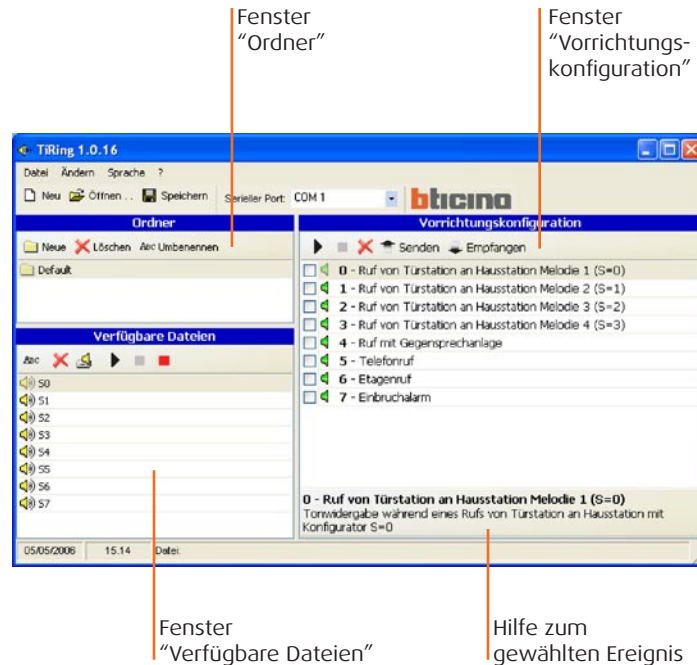 Fenster
“Ordner”
Fenster
“Vorrichtungs-
konfiguration”
TiRing 1.0.16
Datei Ändern Sprache ?
Neu Öffnen .. Speichern Serieller Port: COM 1 bticino
Ordner
Neue Löschen Abc Umbenennen
Default
Verfügbare Dateien
Abc
S0
S1
S2
S3
S4
S5
S6
S7
Vorrichtungskonfiguration
Senden Empfangen
0 - Ruf von Türstation an Hausstation Melodie 1 (S=0)
1 - Ruf von Türstation an Hausstation Melodie 2 (S=1)
2 - Ruf von Türstation an Hausstation Melodie 3 (S=2)
3 - Ruf von Türstation an Hausstation Melodie 4 (S=3)
4 - Ruf mit Gegensprechanlage
5 - Telefonruf
6 - Etagenruf
7 - Einbruchalarm
0 - Ruf von Türstation an Hausstation Melodie 1 (S=0)
Tonwidergabe während eines Rufs von Türstation an Hausstation mit
Konfigurator S=0
05/05/2006 15.14 Datei:
Fenster
“Verfügbare Dateien”
Hilfe zum
gewählten Ereignis